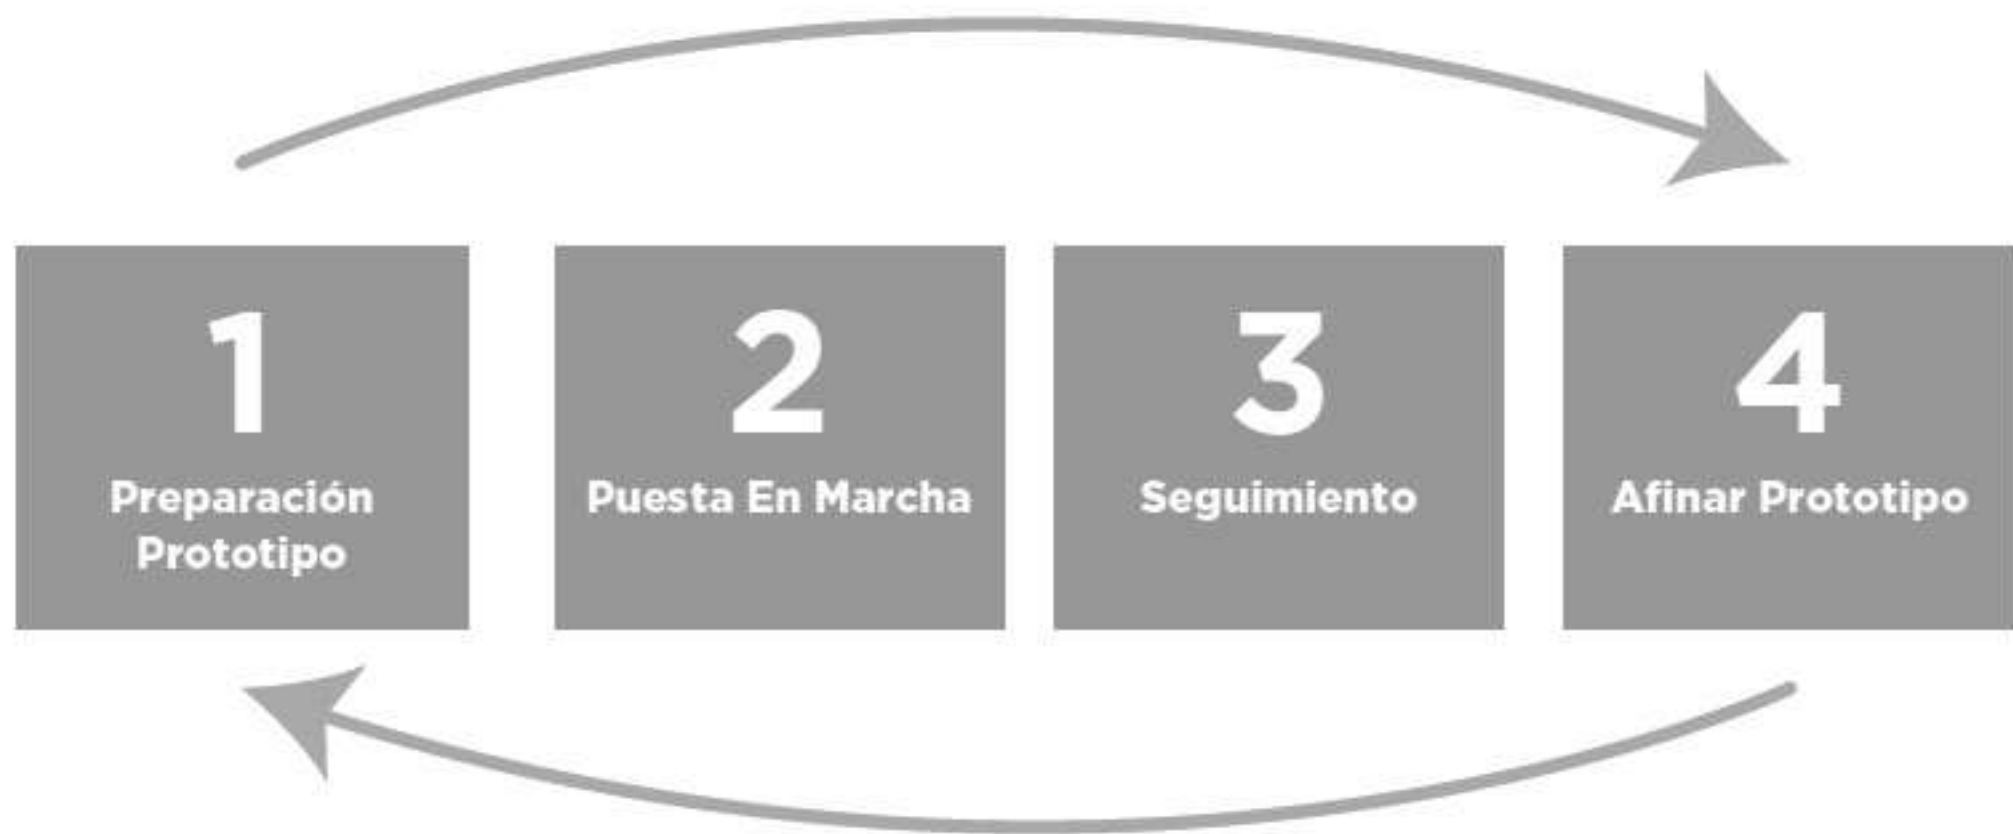 1
Preparación
Prototipo
2
Puesta En Marcha
3
Seguimiento
4
Afinar Prototipo